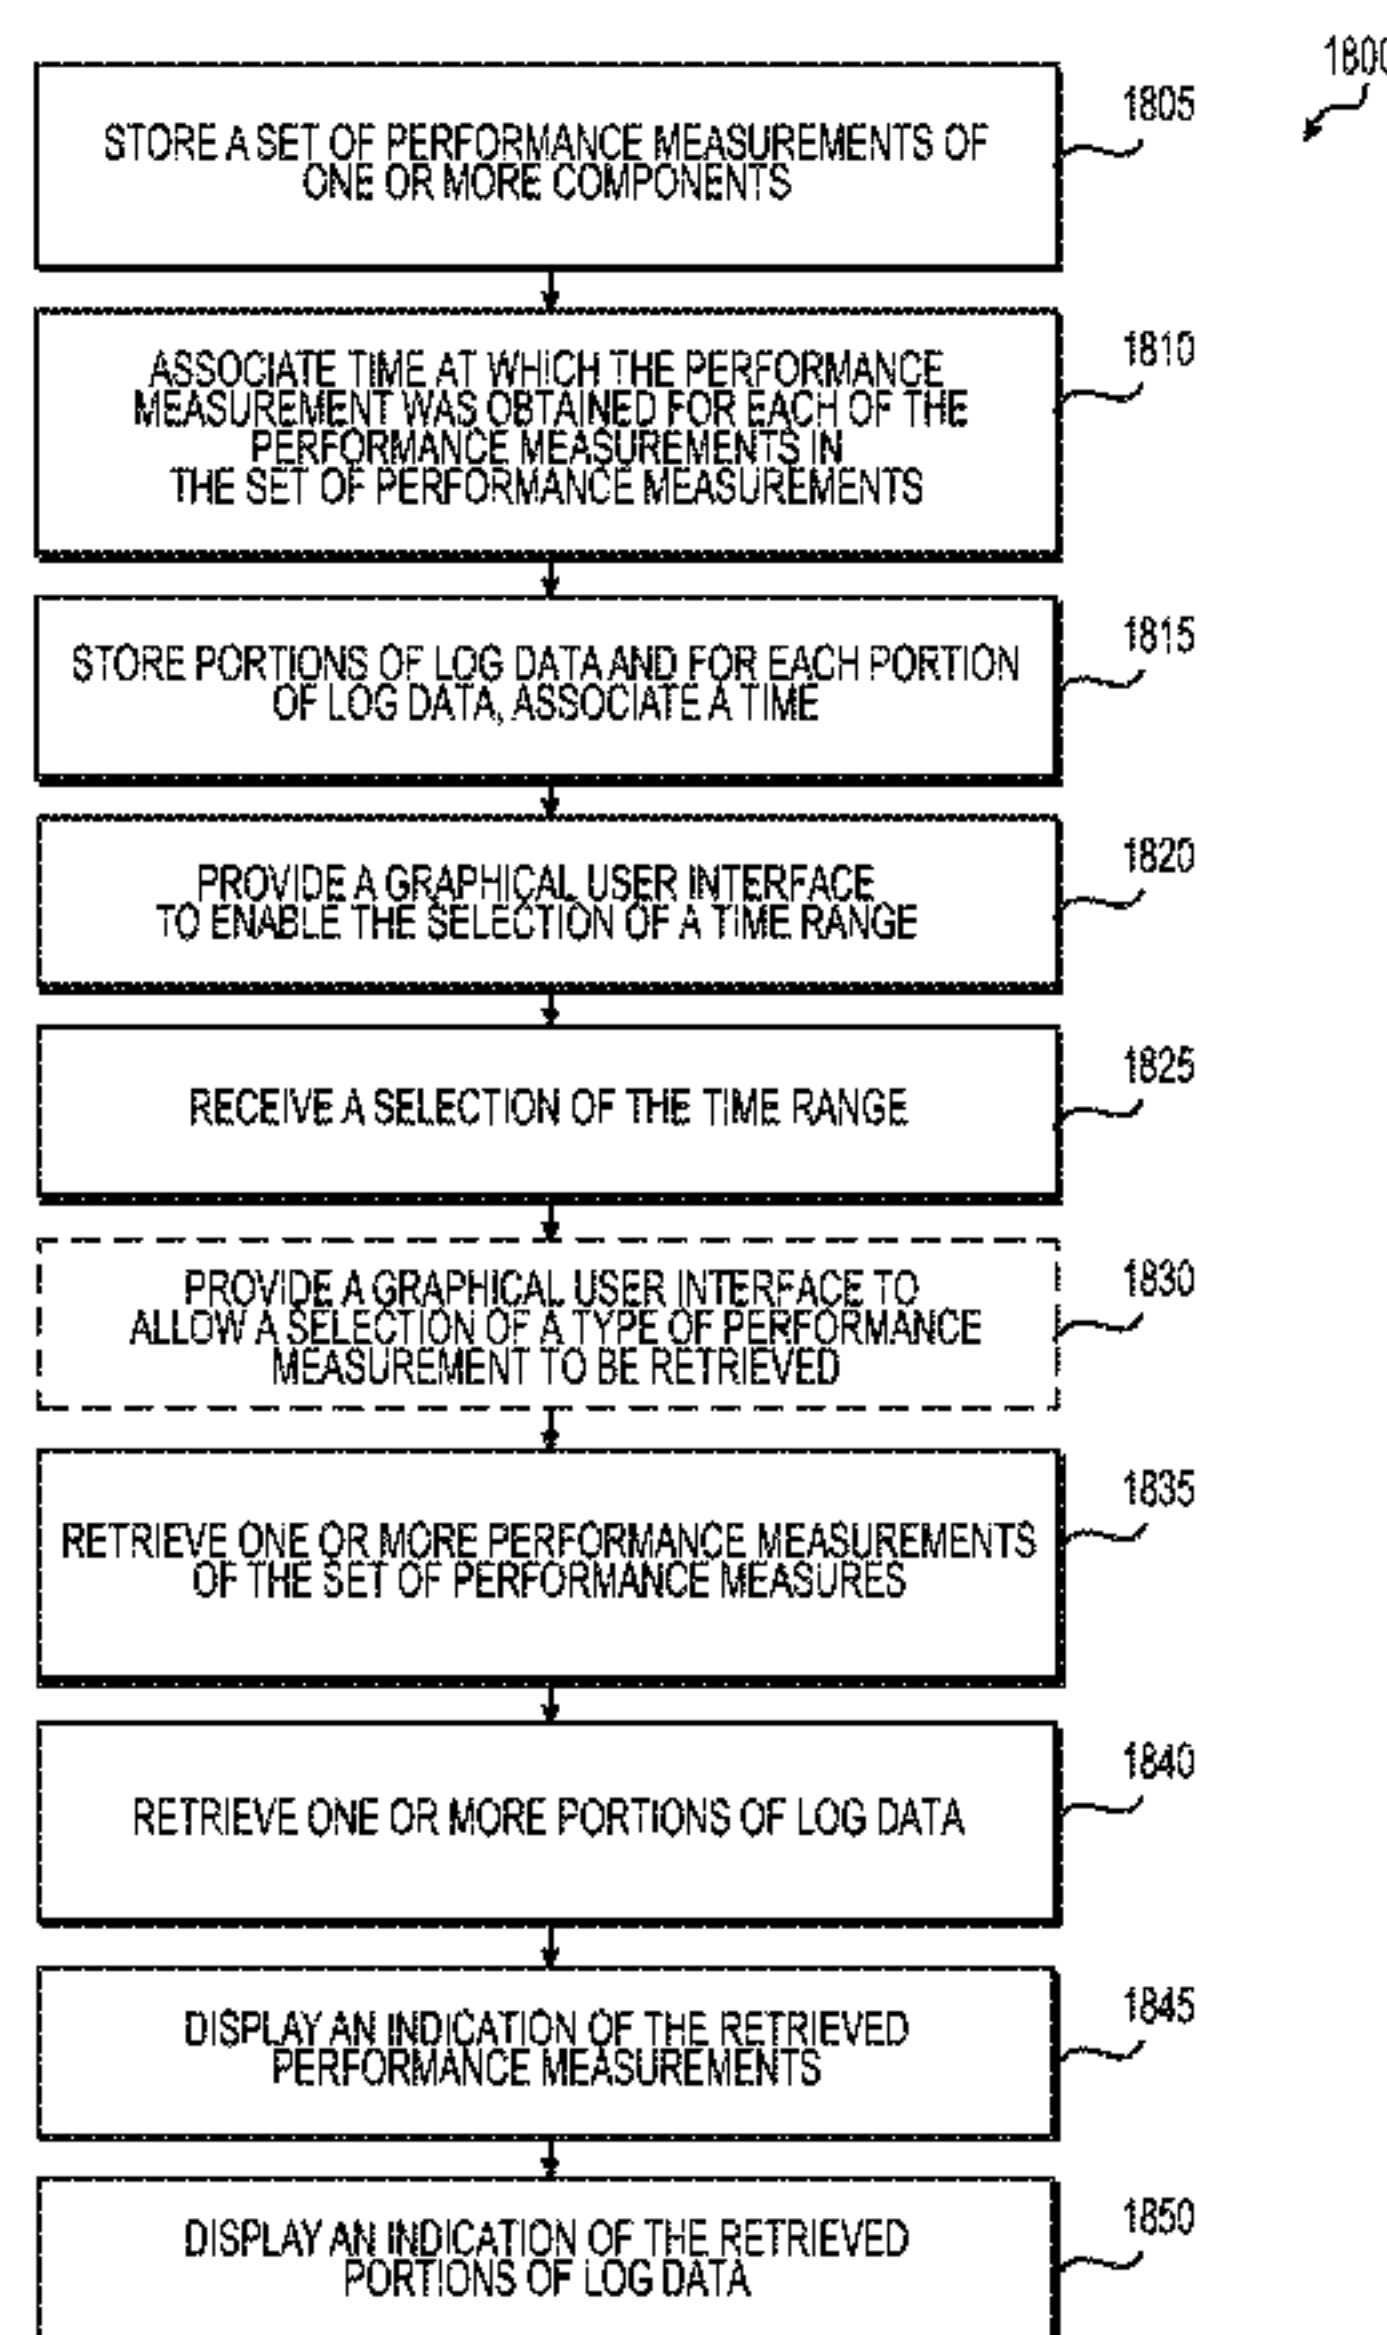 1800
STORE A SET OF PERFORMANCE MEASUREMENTS OF
ONE OR MORE COMPONENTS
1805
ASSOCIATE TIME AT WHICH THE PERFORMANCE
MEASUREMENT WAS OBTAINED FOR EACH OF THE
PERFORMANCE MEASUREMENTS IN
THE SET OF PERFORMANCE MEASUREMENTS
1810
STORE PORTIONS OF LOG DATA AND FOR EACH PORTION
OF LOG DATA, ASSOCIATE A TIME
1815
PROVIDE A GRAPHICAL USER INTERFACE
TO ENABLE THE SELECTION OF A TIME RANGE
1820
RECEIVE A SELECTION OF THE TIME RANGE
1825
PROVIDE A GRAPHICAL USER INTERFACE TO
ALLOW A SELECTION OF A TYPE OF PERFORMANCE
MEASUREMENT TO BE RETRIEVED
1830
RETRIEVE ONE OR MORE PERFORMANCE MEASUREMENTS
OF THE SET OF PERFORMANCE MEASURES
1835
RETRIEVE ONE OR MORE PORTIONS OF LOG DATA
1840
DISPLAY AN INDICATION OF THE RETRIEVED
PERFORMANCE MEASUREMENTS
1845
DISPLAY AN INDICATION OF THE RETRIEVED
PORTIONS OF LOG DATA
1850